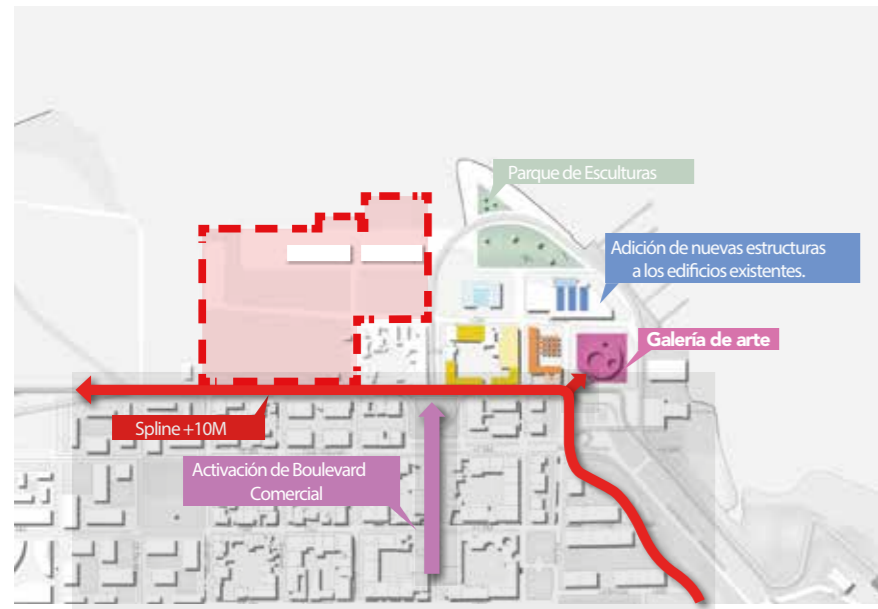 Parque de Esculturas
Adición de nuevas estructuras
a los edificios existentes.
Galería de arte
Spline +10M
Activación de Boulevard
Comercial